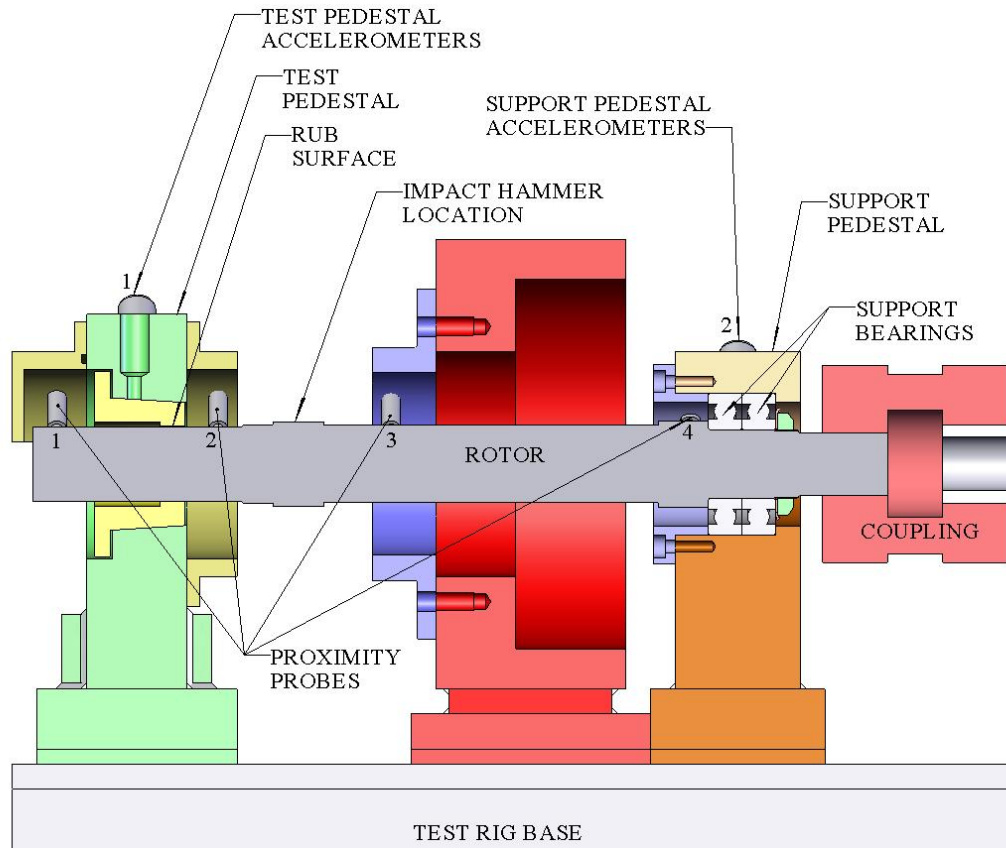 TEST PEDESTAL
ACCELEROMETERS
TEST
PEDESTAL
SUPPORT PEDESTAL
ACCELEROMETERS
RUB
SURFACE
IMPACT HAMMER
LOCATION
SUPPORT
PEDESTAL
1
2
SUPPORT
BEARINGS
1
2
3
4
ROTOR
COUPLING
PROXIMITY
PROBES
TEST RIG BASE